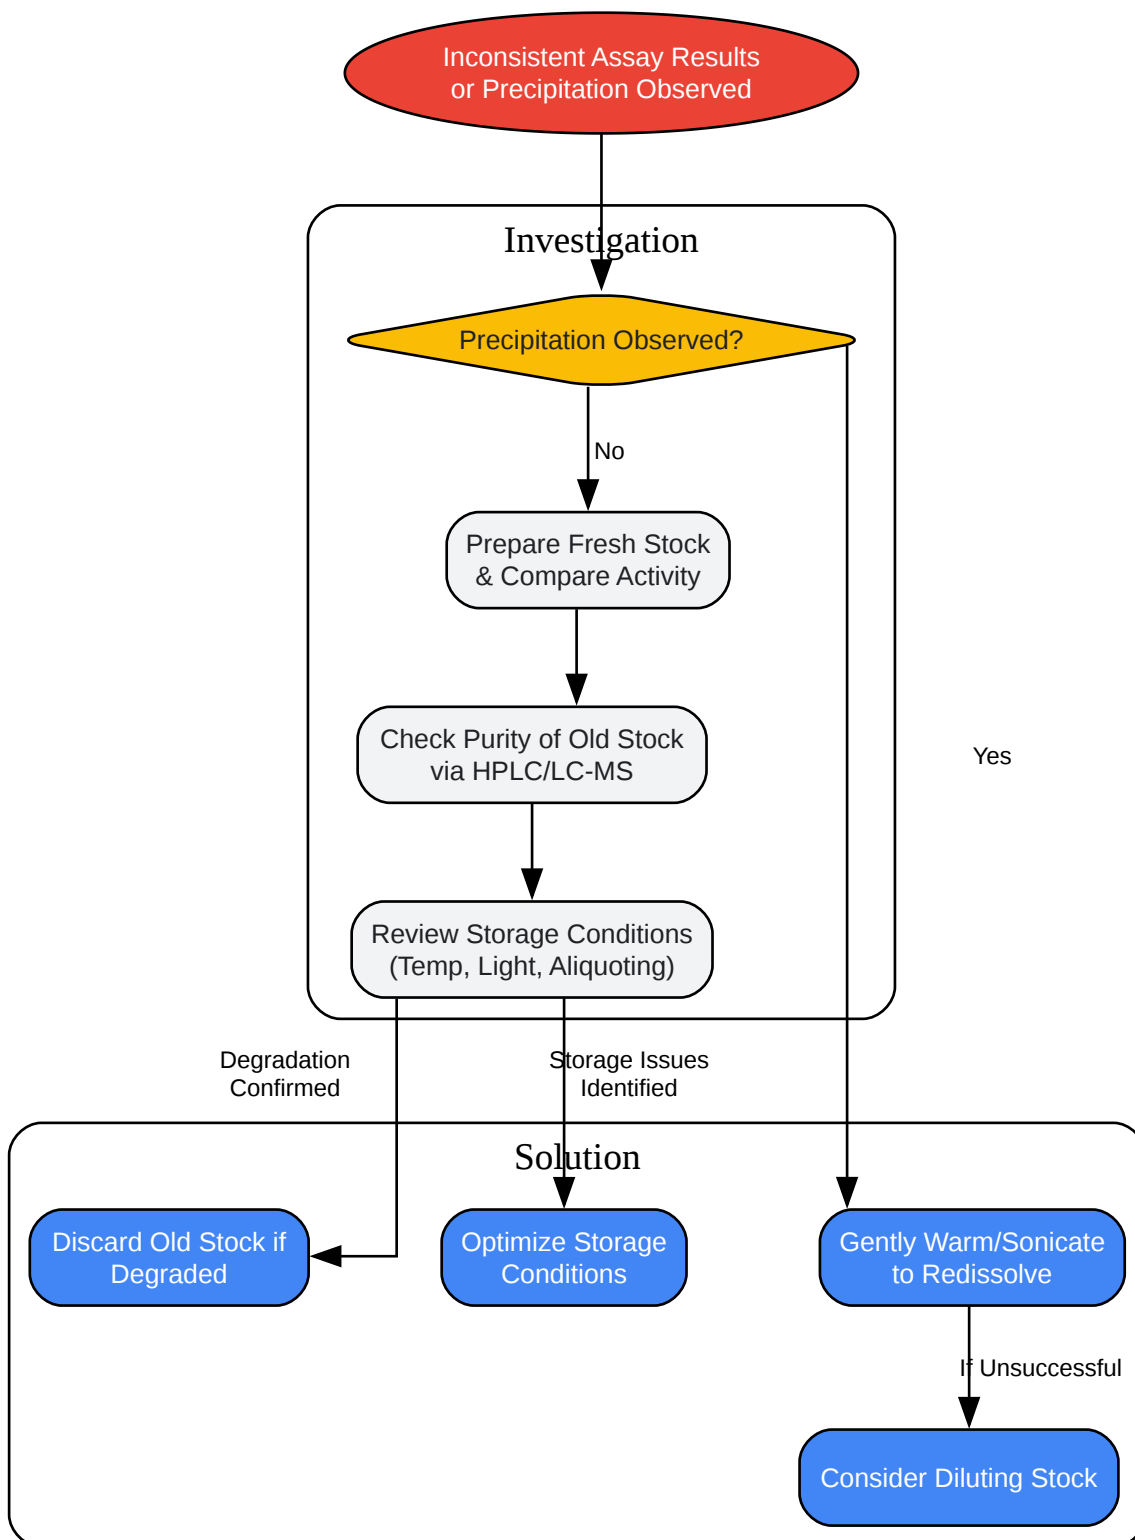 Inconsistent Assay Results
or Precipitation Observed
Investigation
Precipitation Observed?
No
Prepare Fresh Stock
& Compare Activity
Check Purity of Old Stock
via HPLC/LC-MS
Yes
Review Storage Conditions
(Temp, Light, Aliquoting)
Degradation
Confirmed
Storage Issues
Identified
Solution
Discard Old Stock if
Degraded
Optimize Storage
Conditions
Gently Warm/Sonicate
to Redissolve
If Unsuccessful
Consider Diluting Stock